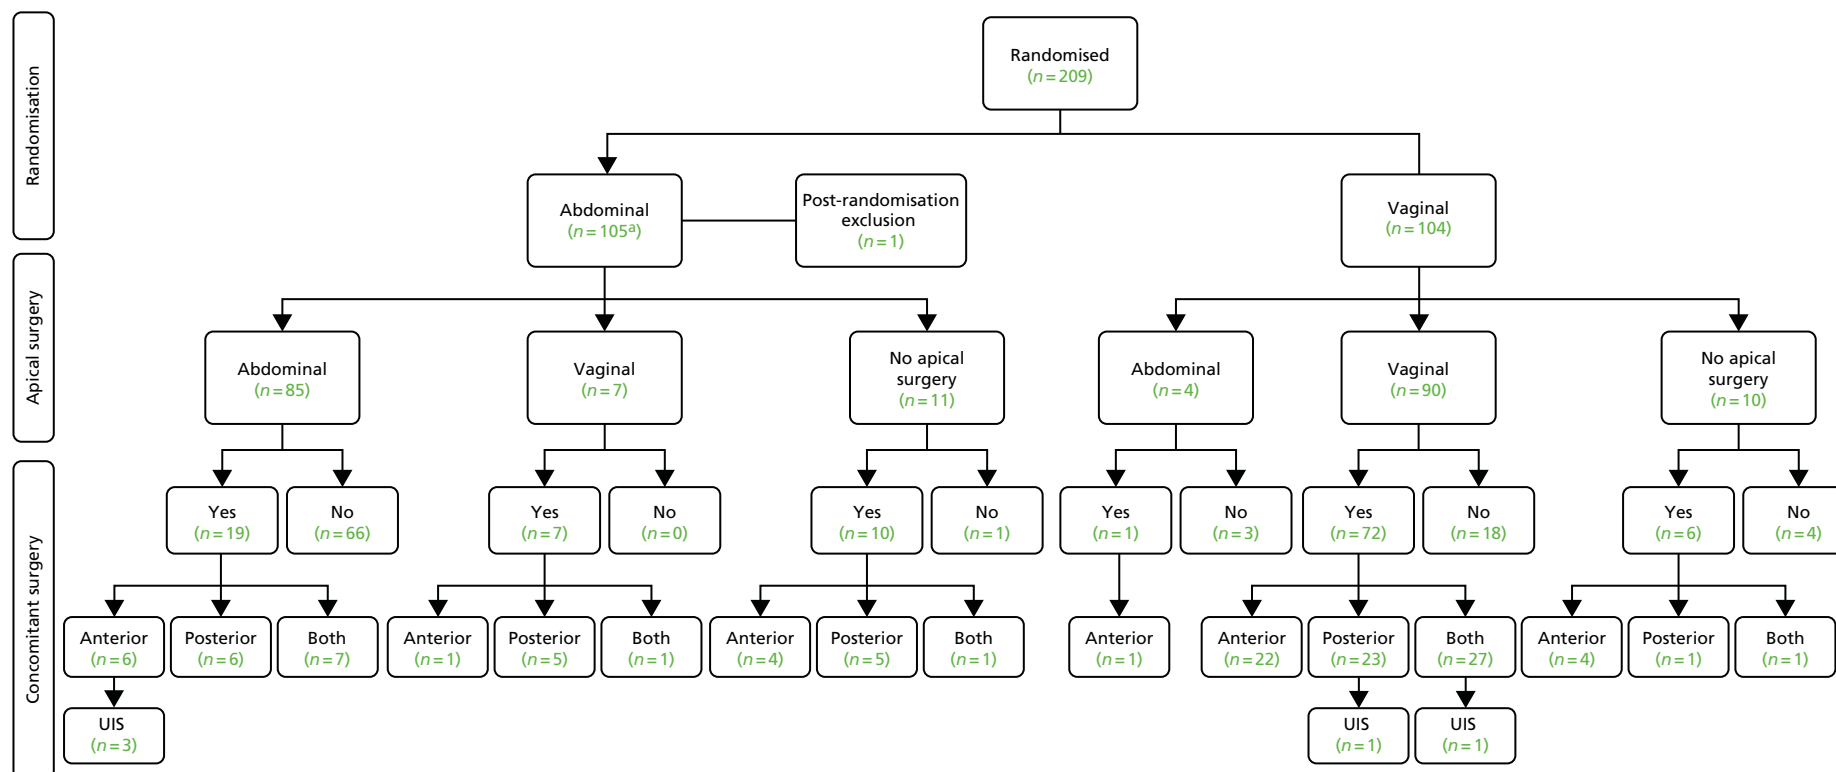 Randomisation
Randomised
(n=209)
Abdominal
(n=105a)
Post-randomisation
exclusion
(n=1)
Vaginal
(n=104)
Apical surgery
Abdominal
(n=85)
Vaginal
(n=7)
No apical
surgery
(n=11)
Abdominal
(n=4)
Vaginal
(n=90)
No apical
surgery
(n=10)
Concomitant surgery
Yes
(n=19)
No
(n=66)
Yes
(n=7)
No
(n=0)
Yes
(n=10)
No
(n=1)
Yes
(n=1)
No
(n=3)
Yes
(n=72)
No
(n=18)
Yes
(n=6)
No
(n=4)
Anterior
(n=6)
Posterior
(n=6)
Both
(n=7)
Anterior
(n=1)
Posterior
(n=5)
Both
(n=1)
Anterior
(n=4)
Posterior
(n=5)
Both
(n=1)
Anterior
(n=1)
Anterior
(n=22)
Posterior
(n=23)
Both
(n=27)
Anterior
(n=4)
Posterior
(n=1)
Both
(n=1)
UIS
(n=3)
UIS
(n=1)
UIS
(n=1)